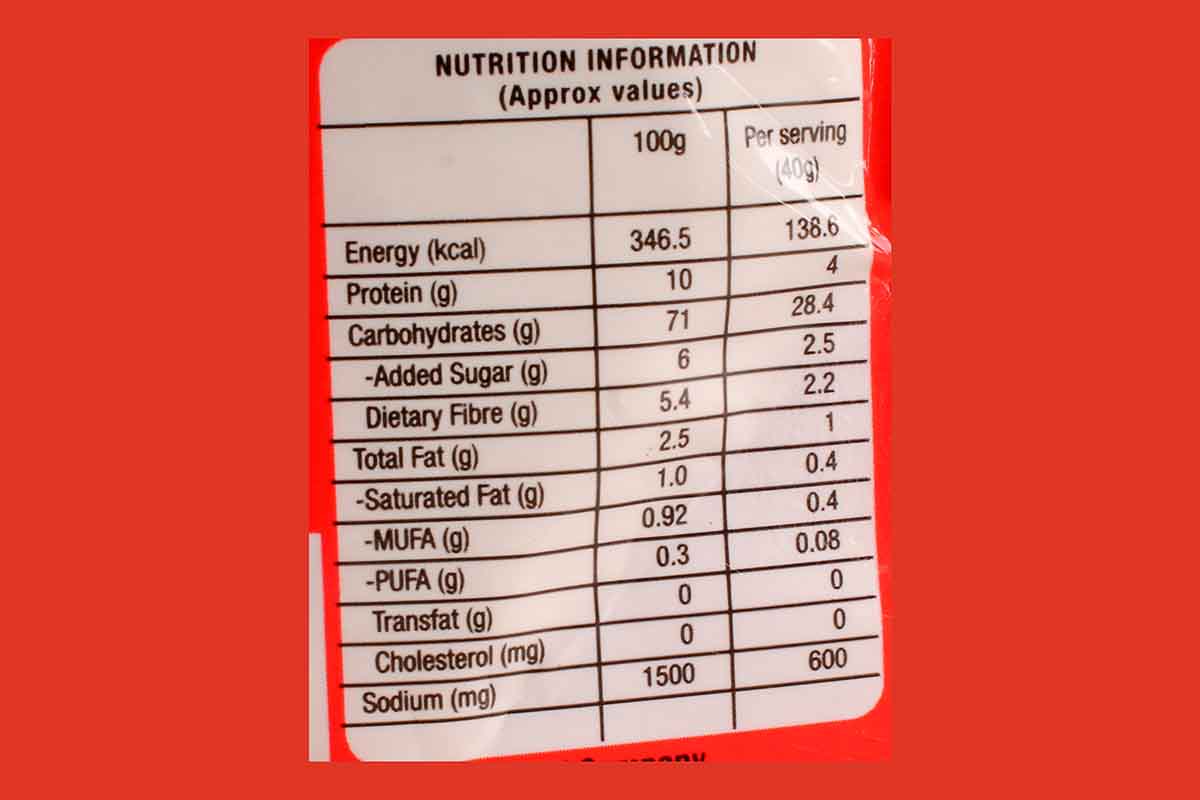 NUTRITION INFORMATION
(Approx values)
100g Per serving
(40g)
Energy (kcal) 346.5 138.6
Protein (g) 10 4
Carbohydrates (g) 71 28.4
-Added Sugar (g) 6 2.5
Dietary Fibre (g) 5.4 2.2
Total Fat (g) 2.5 1
-Saturated Fat (g) 1.0 0.4
-MUFA (g) 0.92 0.4
-PUFA (g) 0.3 0.08
Transfat (g) 0 0
Cholesterol (mg) 0 0
Sodium (mg) 1500 600